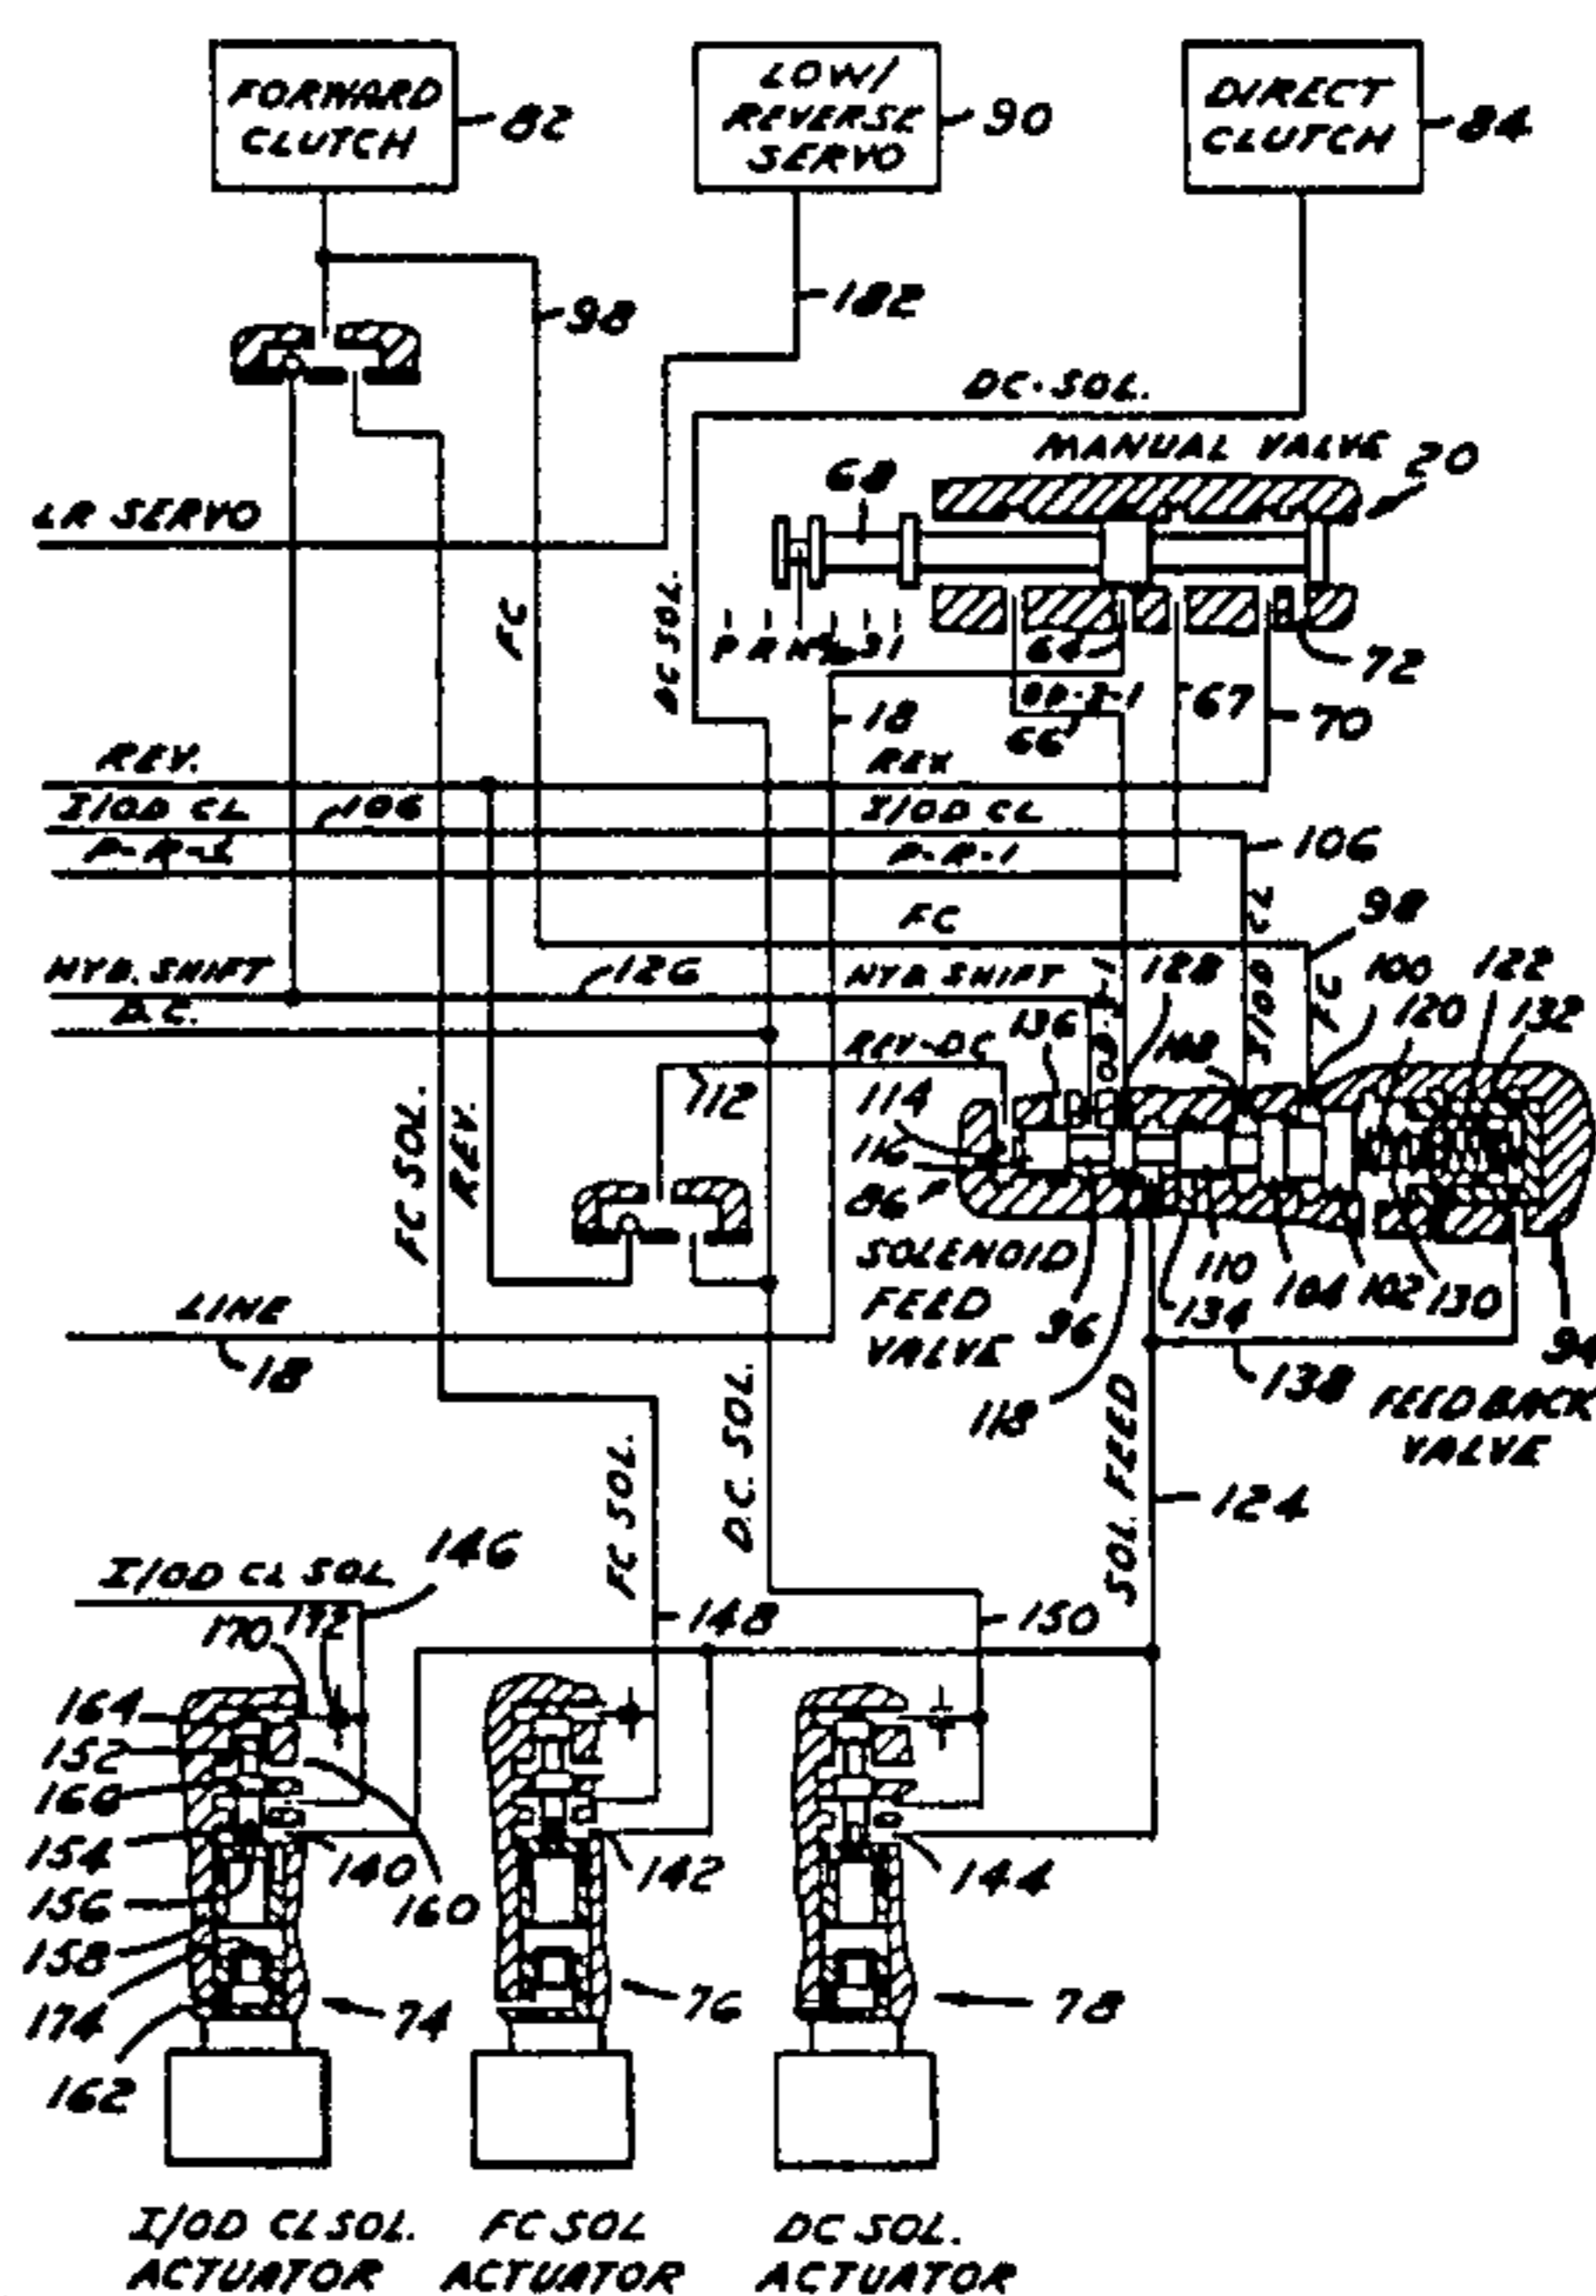 FORWARD
CLUTCH
82
LOW/
REVERSE
SERVO
90
DIRECT
CLUTCH
84
98
182
DC·SOL.
MANUAL VALVE
20
68
LR SERVO
FC
DC SOL.
P R N
1
64
72
OD-2-1
67
18
66
70
REV.
REV
I/OD CL
106
I/OD CL
106
P-R-1
P-R-1
FC
98
HYD. SHIFT
126
HYD SHIFT
128
I/OD CL
FC
100
122
D.C.
136
120
132
REV-DC
108
112
114
116
86
FC SOL.
REV.
SOLENOID
FEED
VALVE
96
118
134
110
104
102
130
94
138
FEEDBACK
VALVE
LINE
18
FC SOL.
D.C. SOL.
SOL. FEED
124
I/OD CL SOL
146
170
172
148
150
164
152
160
154
156
158
174
162
140
160
142
144
74
76
78
I/OD CL SOL.
ACTUATOR
FC SOL
ACTUATOR
DC SOL.
ACTUATOR